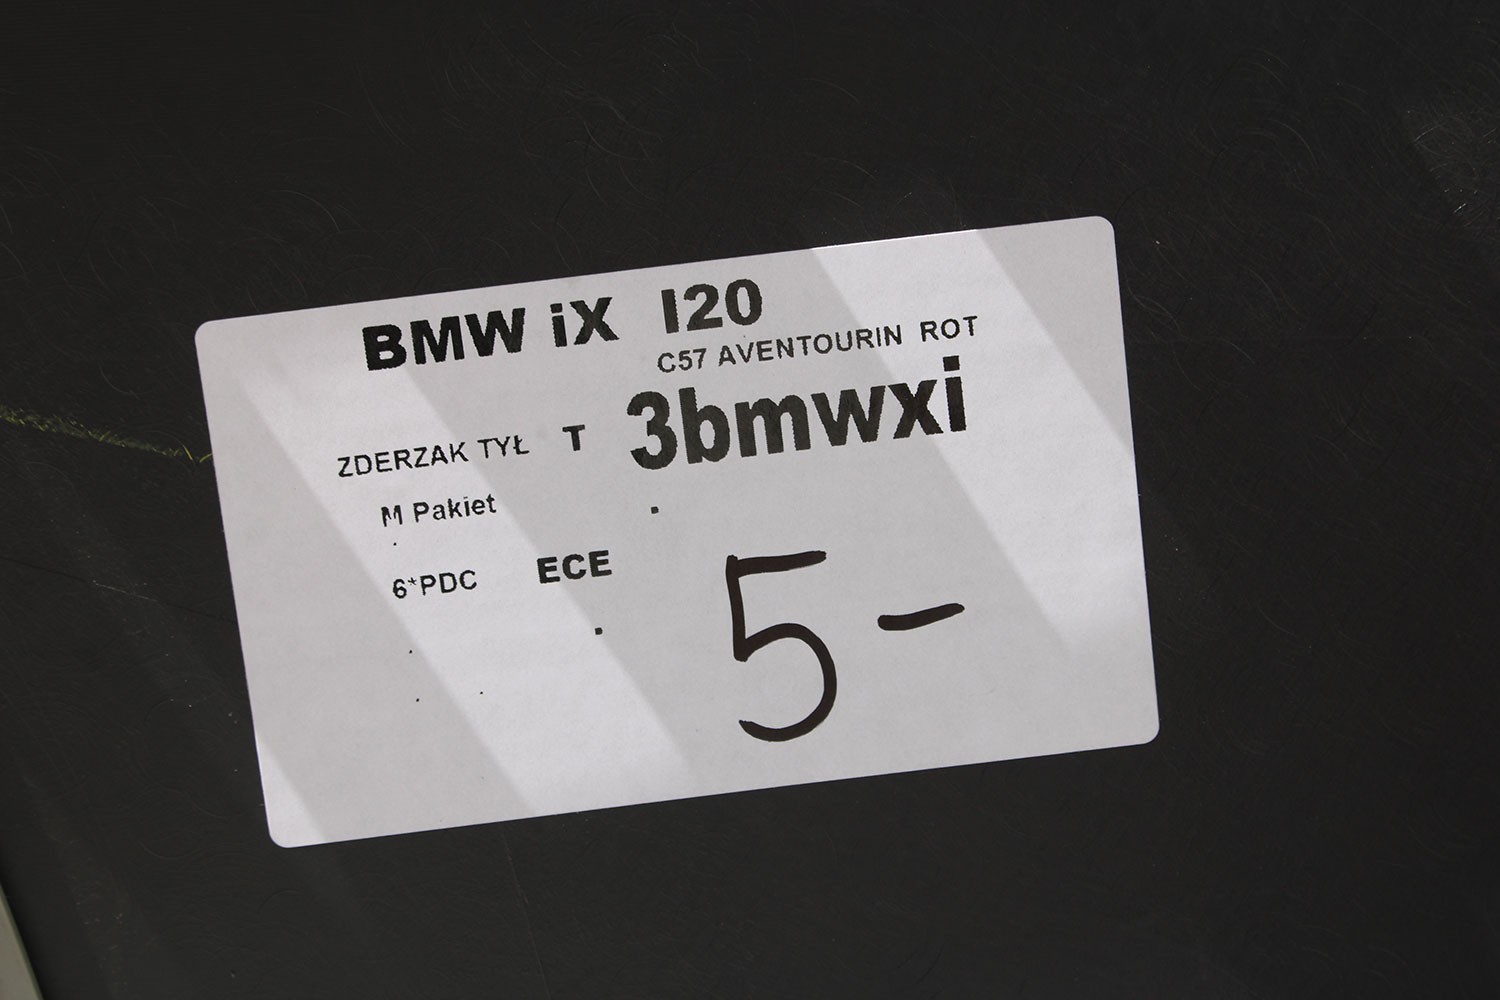 BMW iX I20
C57 AVENTOURIN ROT
ZDERZAK TYŁ T 3bmwxi
M Pakiet
6*PDC ECE
5 -